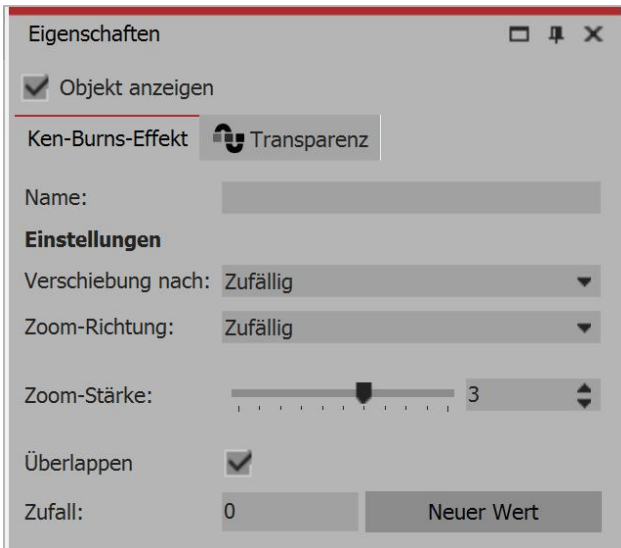 Eigenschaften
Objekt anzeigen
Ken-Burns-Effekt Transparenz
Name:
Einstellungen
Verschiebung nach: Zufällig
Zoom-Richtung: Zufällig
Zoom-Stärke: 3
Überlappen
Zufall: 0 Neuer Wert